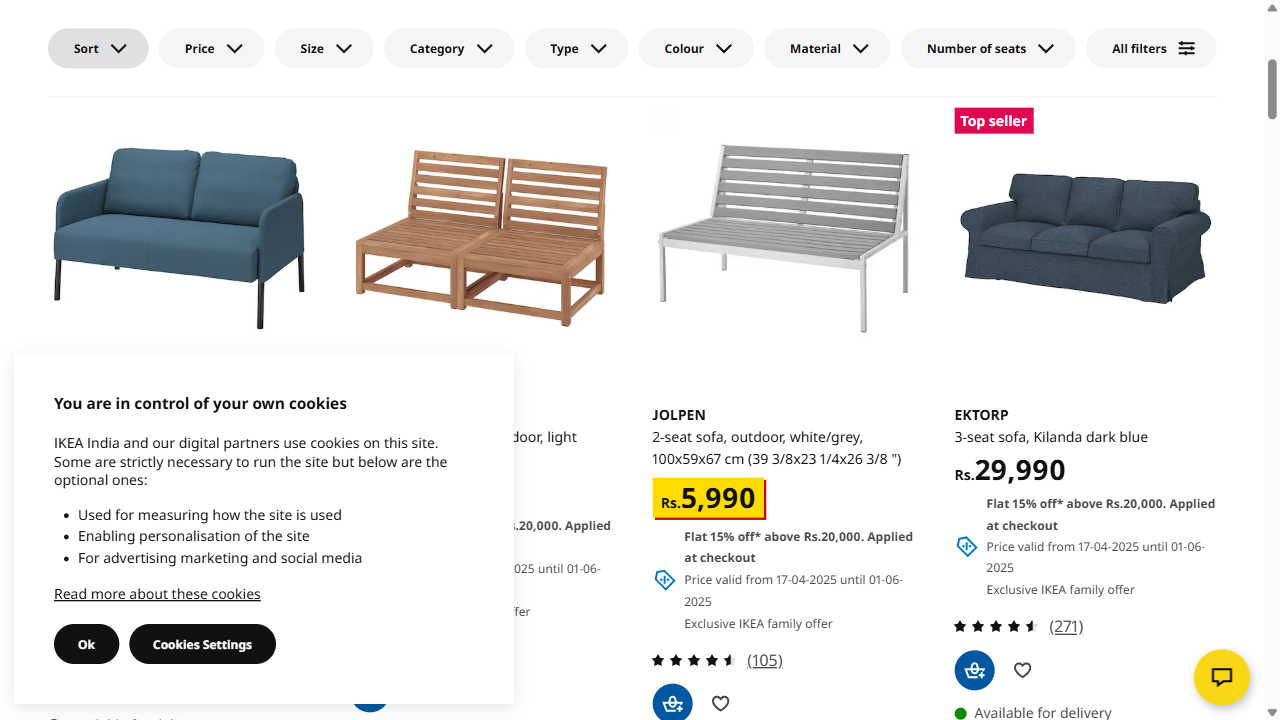 Sort
Price
Size
Category
Type
Colour
Material
Number of seats
All filters
Top seller
You are in control of your own cookies
IKEA India and our digital partners use cookies on this site.
Some are strictly necessary to run the site but below are the
optional ones:
Used for measuring how the site is used
Enabling personalisation of the site
For advertising marketing and social media
Read more about these cookies
Ok
Cookies Settings
light
.20,000. Applied
025 until 01-06-
JOLPEN
2-seat sofa, outdoor, white/grey,
100x59x67 cm (39 3/8x23 1/4x26 3/8 ")
Rs.5,990
Flat 15% off* above Rs.20,000. Applied
at checkout
Price valid from 17-04-2025 until 01-06-
2025
Exclusive IKEA family offer
(105)
EKTORP
3-seat sofa, Kilanda dark blue
Rs.29,990
Flat 15% off* above Rs.20,000. Applied
at checkout
Price valid from 17-04-2025 until 01-06-
2025
Exclusive IKEA family offer
(271)
Available for delivery